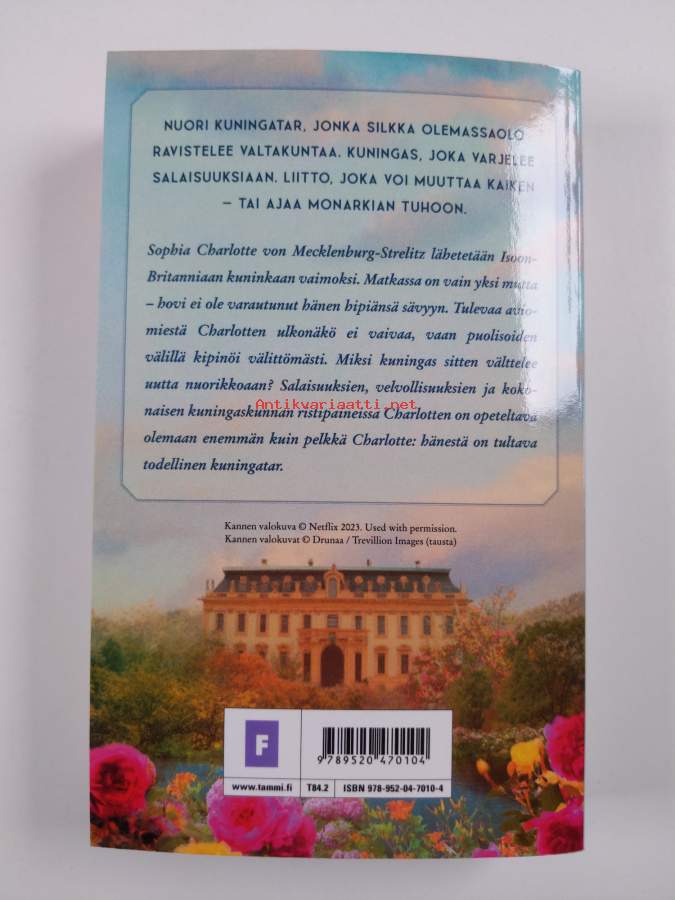 NUORI KUNINGATAR, JONKA SILKKA OLEMASSAOLO
RAVISTELEE VALTAKUNTAA. KUNINGAS, JOKA VARJELEE
SALAISUUKSIAAN. LIITTO, JOKA VOI MUUTTAA KAIKEN
– TAI AJAA MONARKIAN TUHOON.
Sophia Charlotte von Mecklenburg-Strelitz lähetetään Isoon-
Britanniaan kuninkaan vaimoksi. Matkassa on vain yksi mutta
– hovi ei ole varautunut hänen hipiänsä sävyyn. Tulevaa avio-
miestä Charlotten ulkonäkö ei vaivaa, vaan puolisoiden
välillä kipinöi välittömästi. Miksi kuningas sitten välttelee
uutta nuorikkoaan? Salaisuuksien, velvollisuuksien ja koko-
Antikvariaatti.net
naisen kuningaskunnan ristipaineissa Charlotten on opeteltava
olemaan enemmän kuin pelkkä Charlotte: hänestä on tultava
todellinen kuningatar.
Kannen valokuva © Netflix 2023. Used with permission.
Kannen valokuvat © Drunaa / Trevillion Images (tausta)
F
9 789520 470104
www.tammi.fi T84.2 ISBN 978-952-04-7010-4